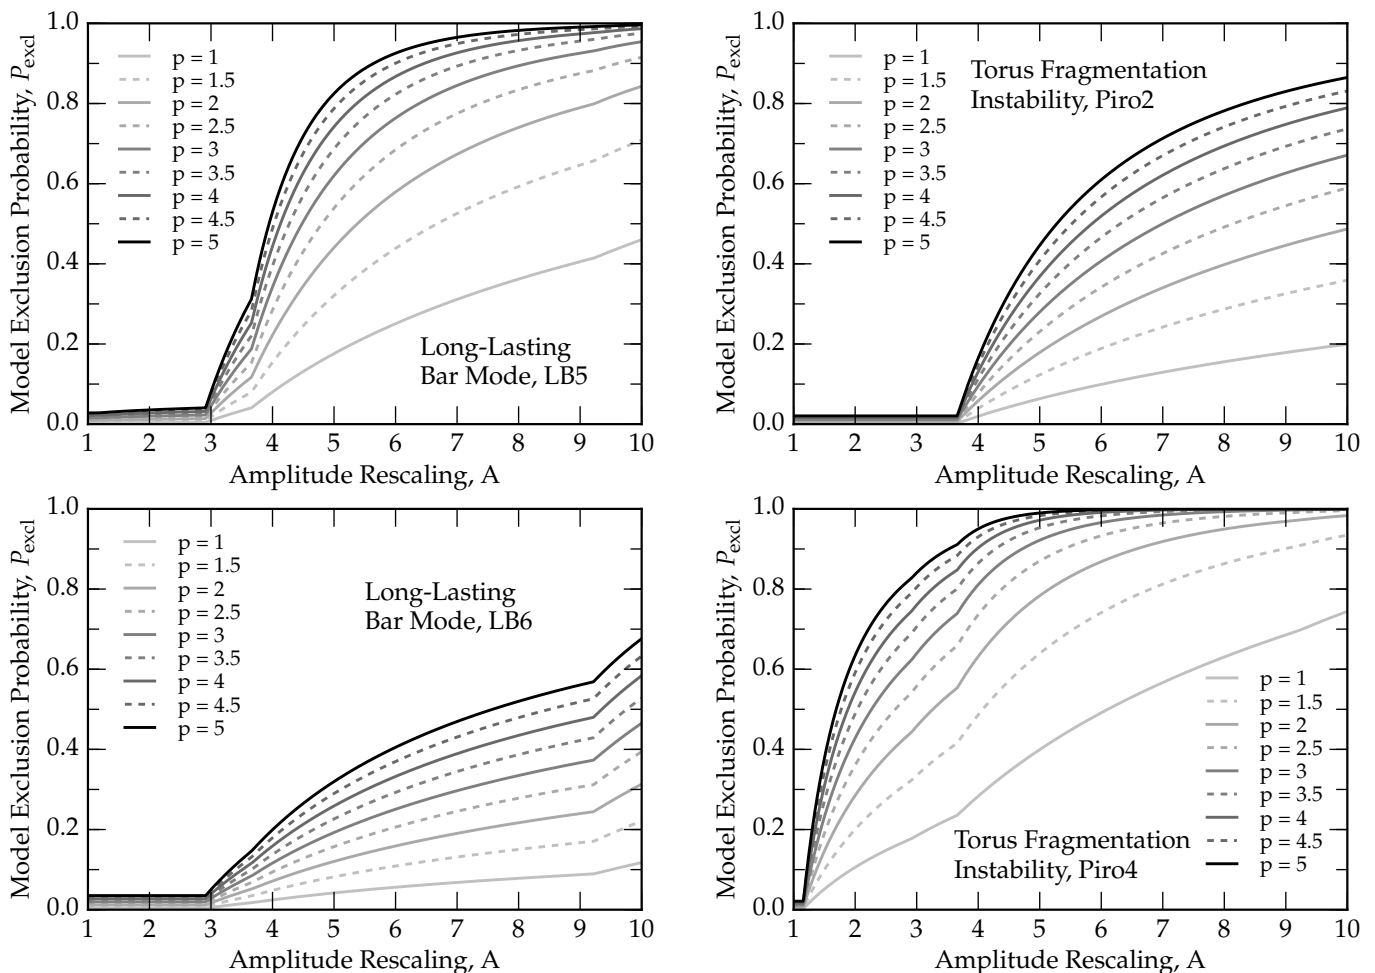 Model Exclusion Probability, P_excl
1.0
0.8
0.6
0.4
0.2
0.0
p = 1
p = 1.5
p = 2
p = 2.5
p = 3
p = 3.5
p = 4
p = 4.5
p = 5
Long-Lasting
Bar Mode, LB5
1 2 3 4 5 6 7 8 9 10
Amplitude Rescaling, A
Model Exclusion Probability, P_excl
1.0
0.8
0.6
0.4
0.2
0.0
p = 1
p = 1.5
p = 2
p = 2.5
p = 3
p = 3.5
p = 4
p = 4.5
p = 5
Torus Fragmentation
Instability, Piro2
1 2 3 4 5 6 7 8 9 10
Amplitude Rescaling, A
Model Exclusion Probability, P_excl
1.0
0.8
0.6
0.4
0.2
0.0
p = 1
p = 1.5
p = 2
p = 2.5
p = 3
p = 3.5
p = 4
p = 4.5
p = 5
Long-Lasting
Bar Mode, LB6
1 2 3 4 5 6 7 8 9 10
Amplitude Rescaling, A
Model Exclusion Probability, P_excl
1.0
0.8
0.6
0.4
0.2
0.0
p = 1
p = 1.5
p = 2
p = 2.5
p = 3
p = 3.5
p = 4
p = 4.5
p = 5
Torus Fragmentation
Instability, Piro4
1 2 3 4 5 6 7 8 9 10
Amplitude Rescaling, A